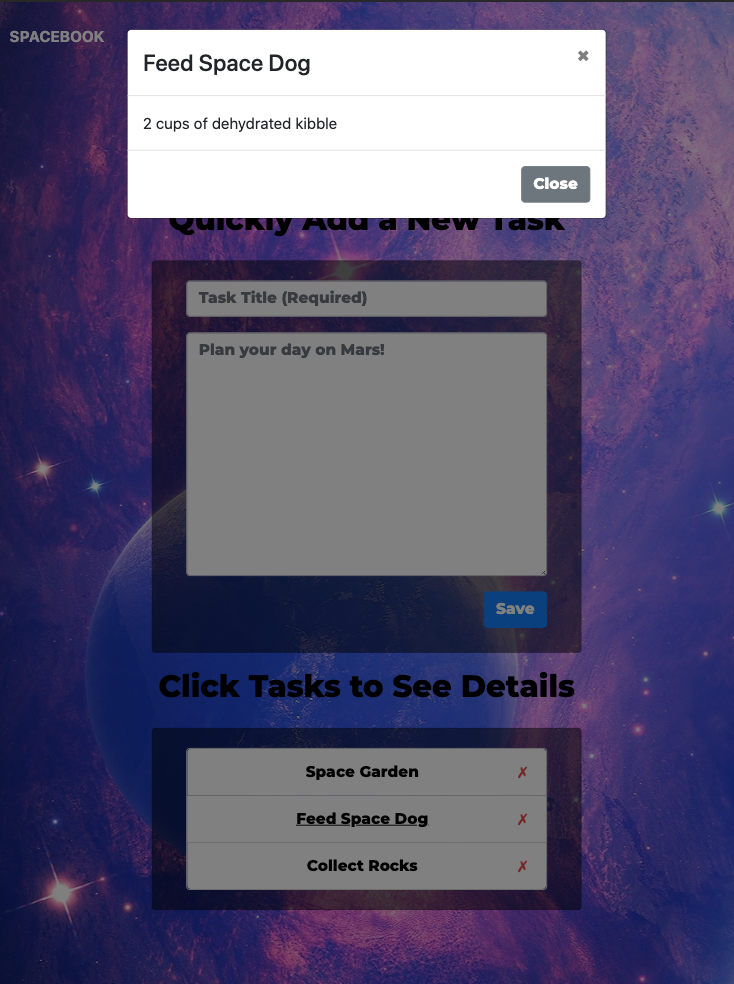 SPACEBOOK
Feed Space Dog
✖
2 cups of dehydrated kibble
Close
Quickly Add a New Task
Task Title (Required)
Plan your day on Mars!
Save
Click Tasks to See Details
Space Garden ✗
Feed Space Dog ✗
Collect Rocks ✗